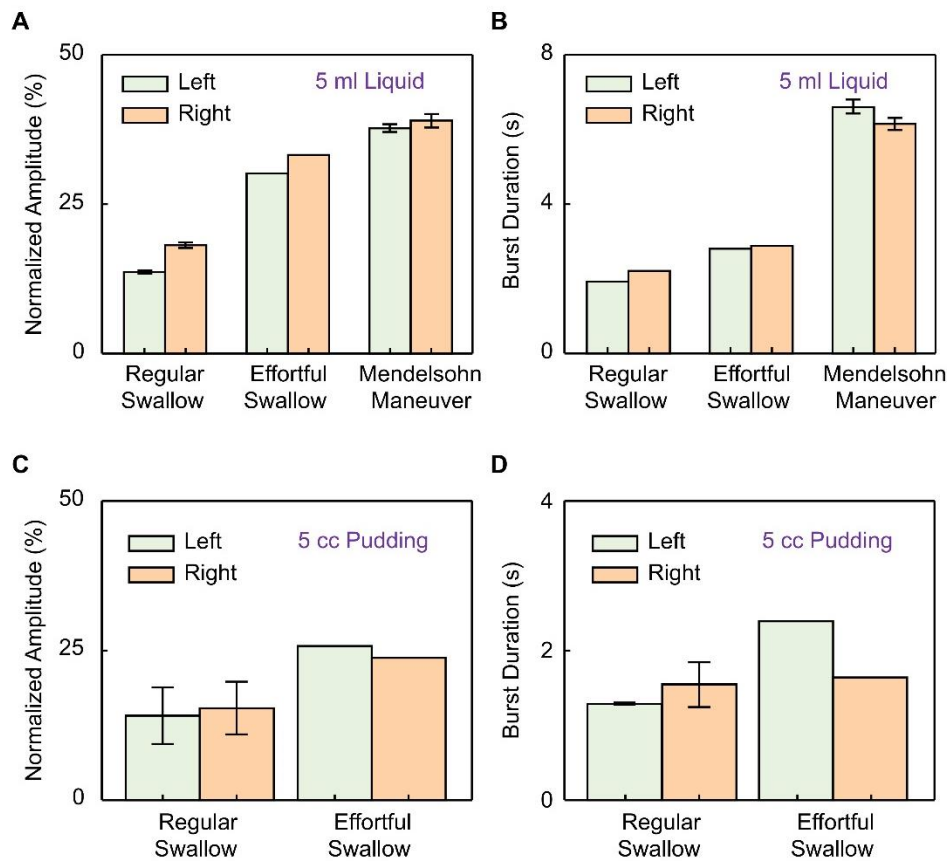 A
Normalized Amplitude (%)
50
25
0
Left
Right
5 ml Liquid
Regular
Swallow
Effortful
Swallow
Mendelsohn
Maneuver
B
Burst Duration (s)
8
4
0
Left
Right
5 ml Liquid
Regular
Swallow
Effortful
Swallow
Mendelsohn
Maneuver
C
Normalized Amplitude (%)
50
25
0
Left
Right
5 cc Pudding
Regular
Swallow
Effortful
Swallow
D
Burst Duration (s)
4
2
0
Left
Right
5 cc Pudding
Regular
Swallow
Effortful
Swallow